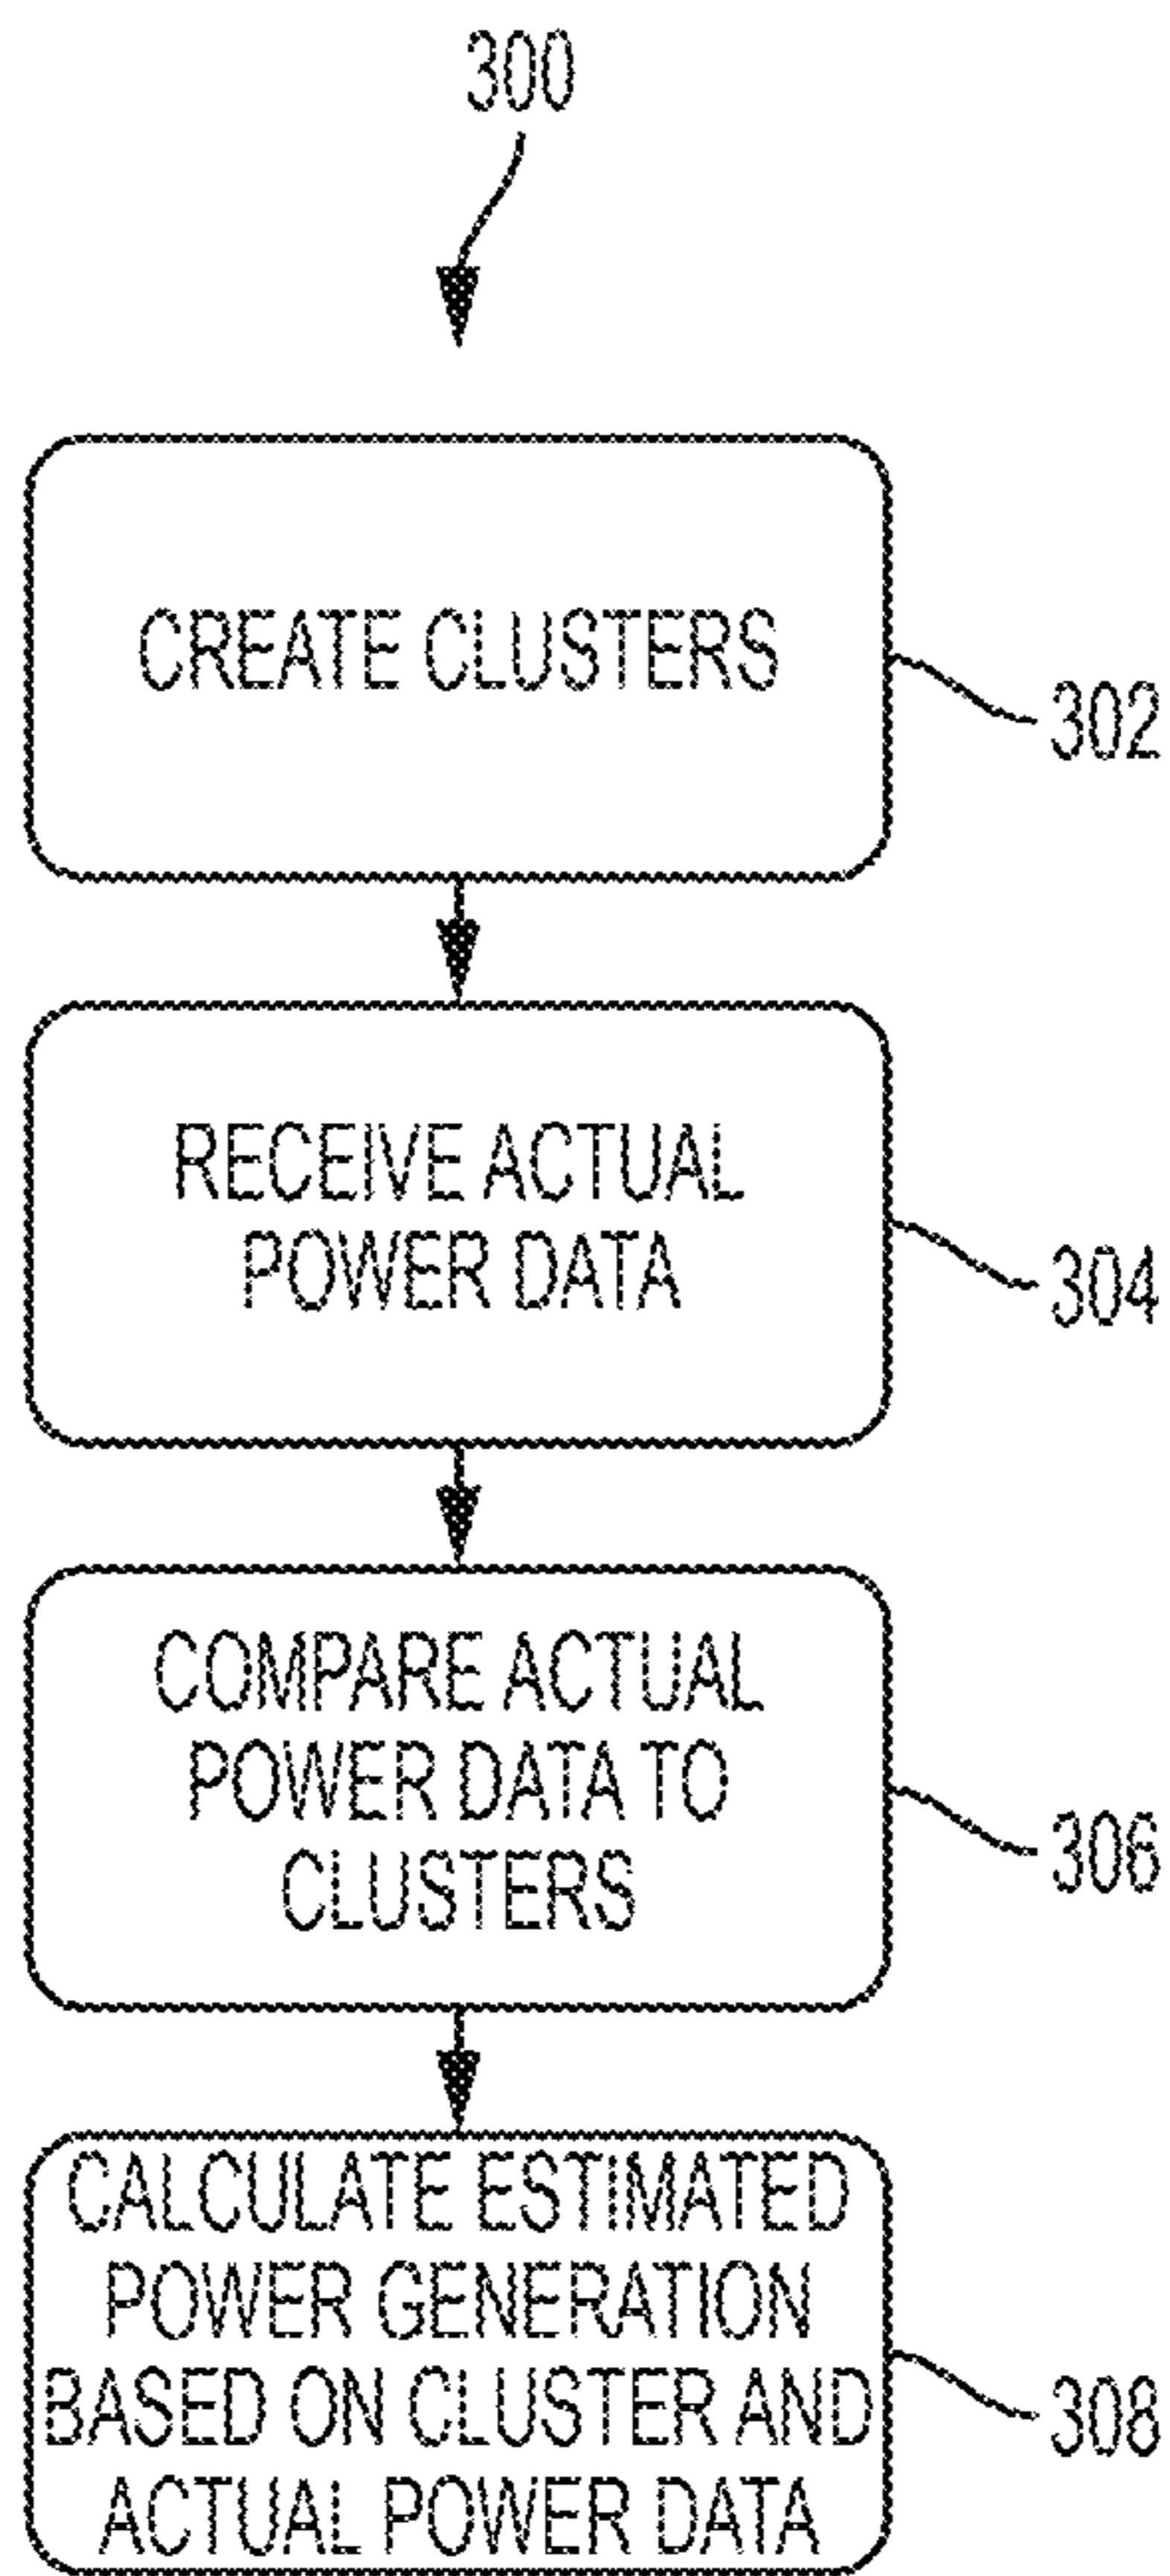 300
CREATE CLUSTERS
302
RECEIVE ACTUAL
POWER DATA
304
COMPARE ACTUAL
POWER DATA TO
CLUSTERS
306
CALCULATE ESTIMATED
POWER GENERATION
BASED ON CLUSTER AND
ACTUAL POWER DATA
308